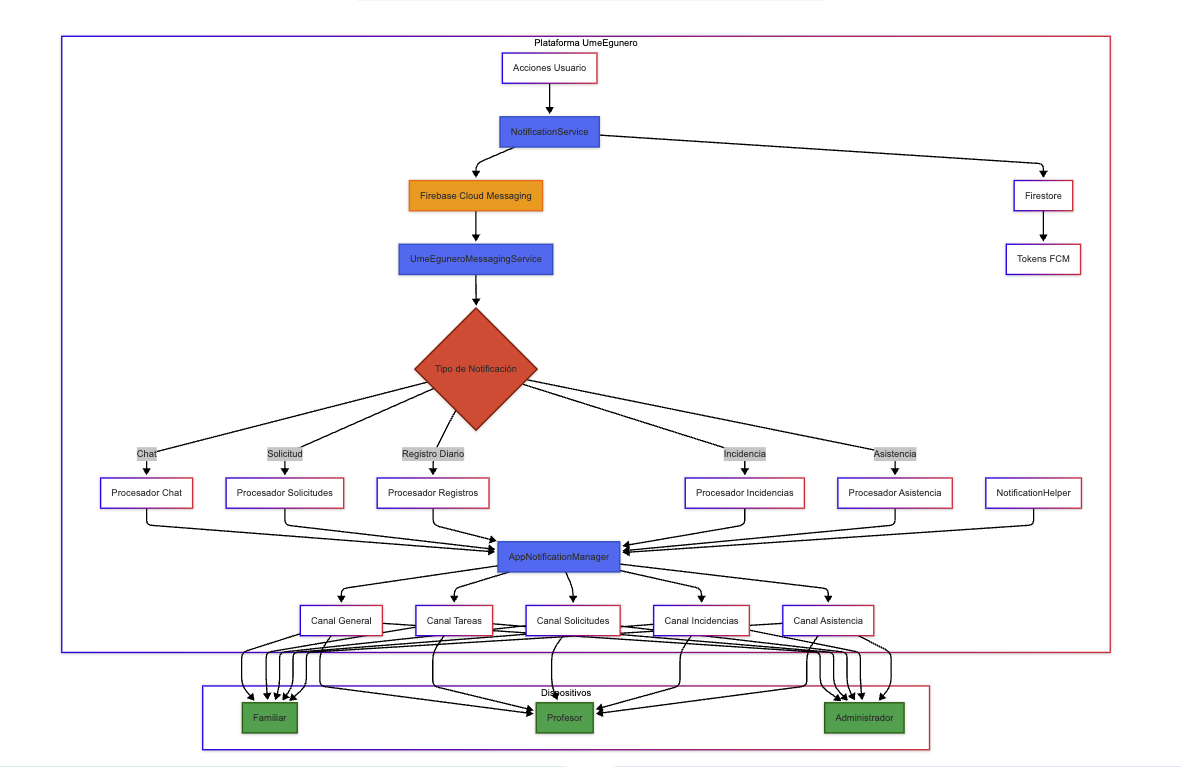 Plataforma UmeEgunero
Acciones Usuario
NotificationService
Firebase Cloud Messaging
Firestore
UmeEguneroMessagingService
Tokens FCM
Tipo de Notificación
Chat
Solicitud
Registro Diario
Incidencia
Asistencia
Procesador Chat
Procesador Solicitudes
Procesador Registros
Procesador Incidencias
Procesador Asistencia
NotificationHelper
AppNotificationManager
Canal General
Canal Tareas
Canal Solicitudes
Canal Incidencias
Canal Asistencia
Dispositivos
Familiar
Profesor
Administrador